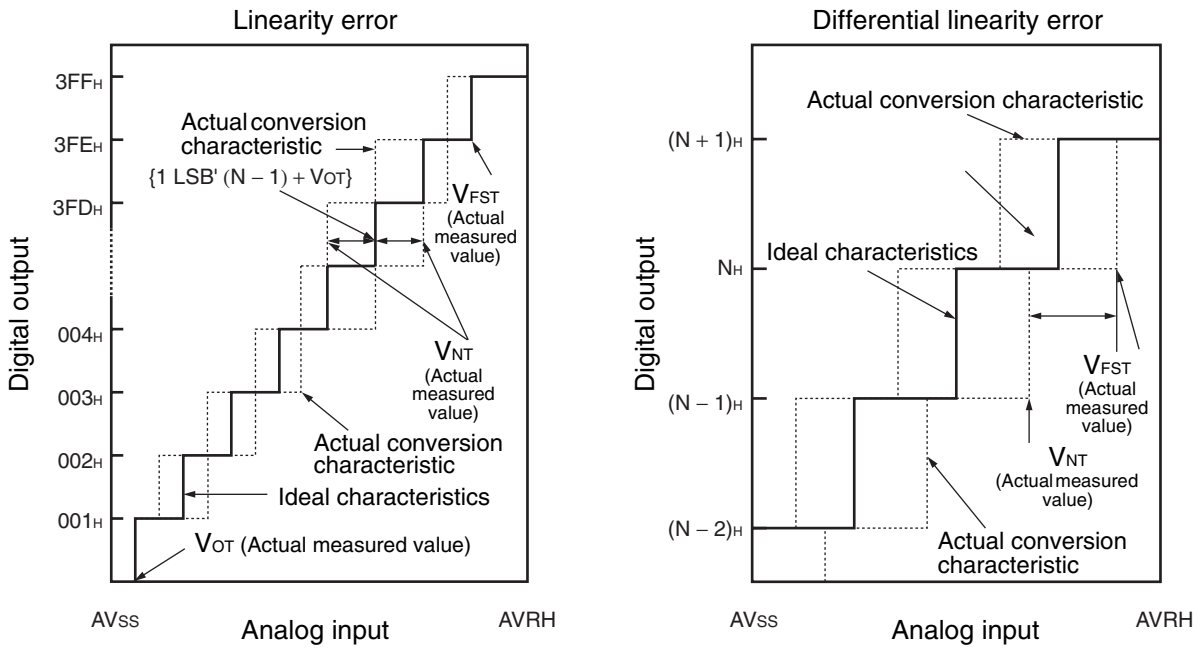 Linearity error
3FFH
3FEH
3FDH
004H
003H
002H
001H
Digital output
Actual conversion
characteristic
{1 LSB' (N − 1) + VOT}
VFST
(Actual
measured
value)
VNT
(Actual
measured
value)
Actual conversion
characteristic
Ideal characteristics
VOT (Actual measured value)
AVSS
Analog input
AVRH
Differential linearity error
(N + 1)H
NH
(N − 1)H
(N − 2)H
Digital output
Actual conversion characteristic
Ideal characteristics
VFST
(Actual
measured
value)
VNT
(Actual measured
value)
Actual conversion
characteristic
AVSS
Analog input
AVRH